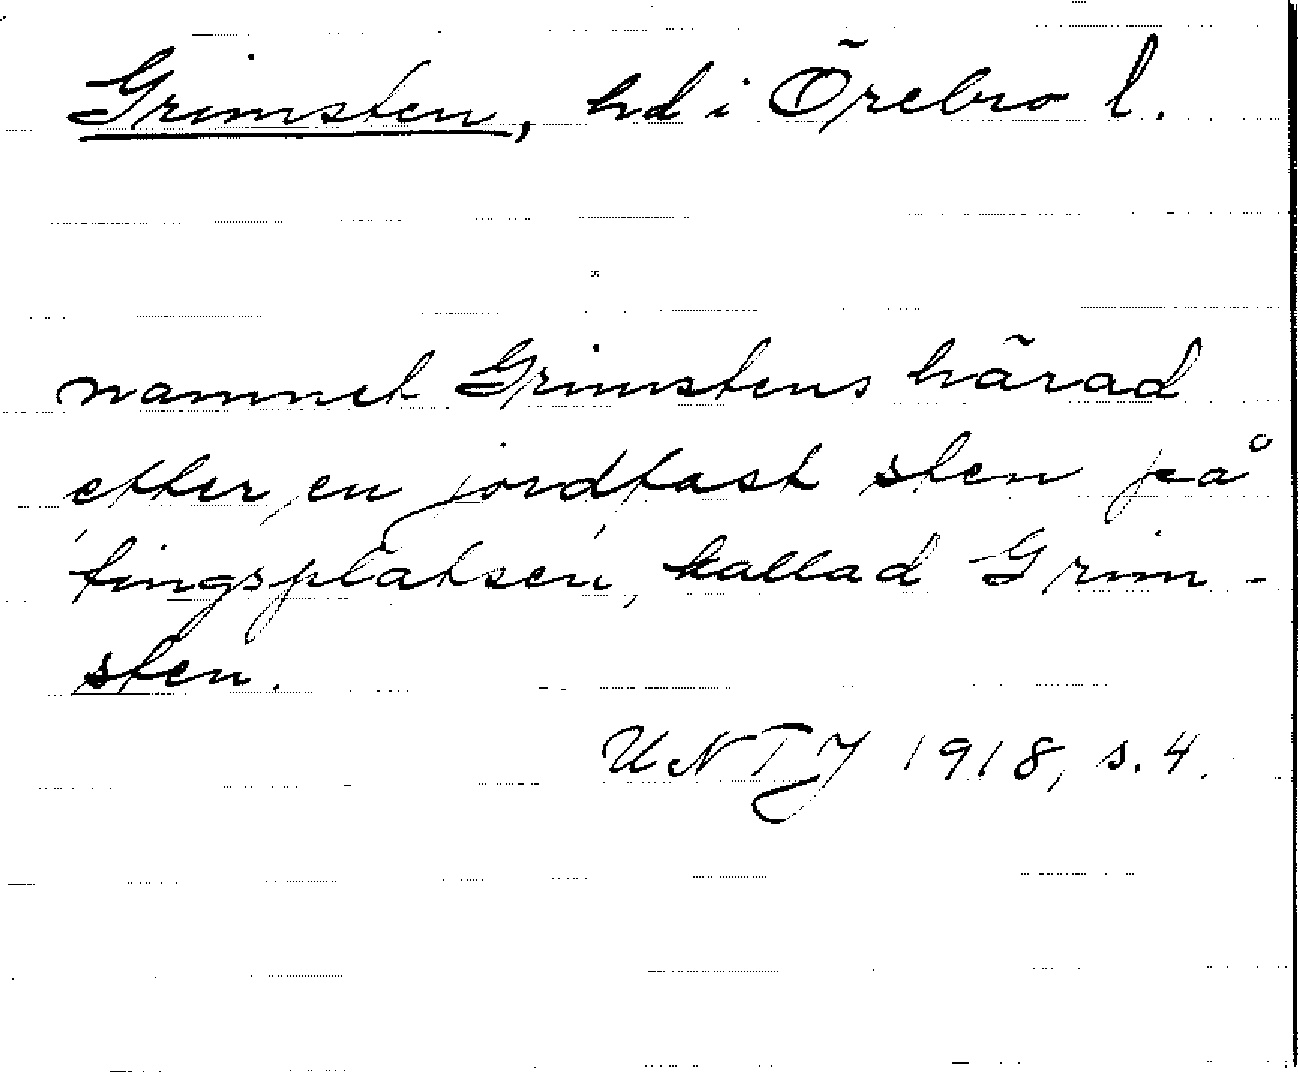 Grimsten, hd i Örebro l.
namnet Grimstens härad
efter en jordfast sten på
tingsplatsen, kallad Grim-
sten.
UNTJ 1918, s. 4.